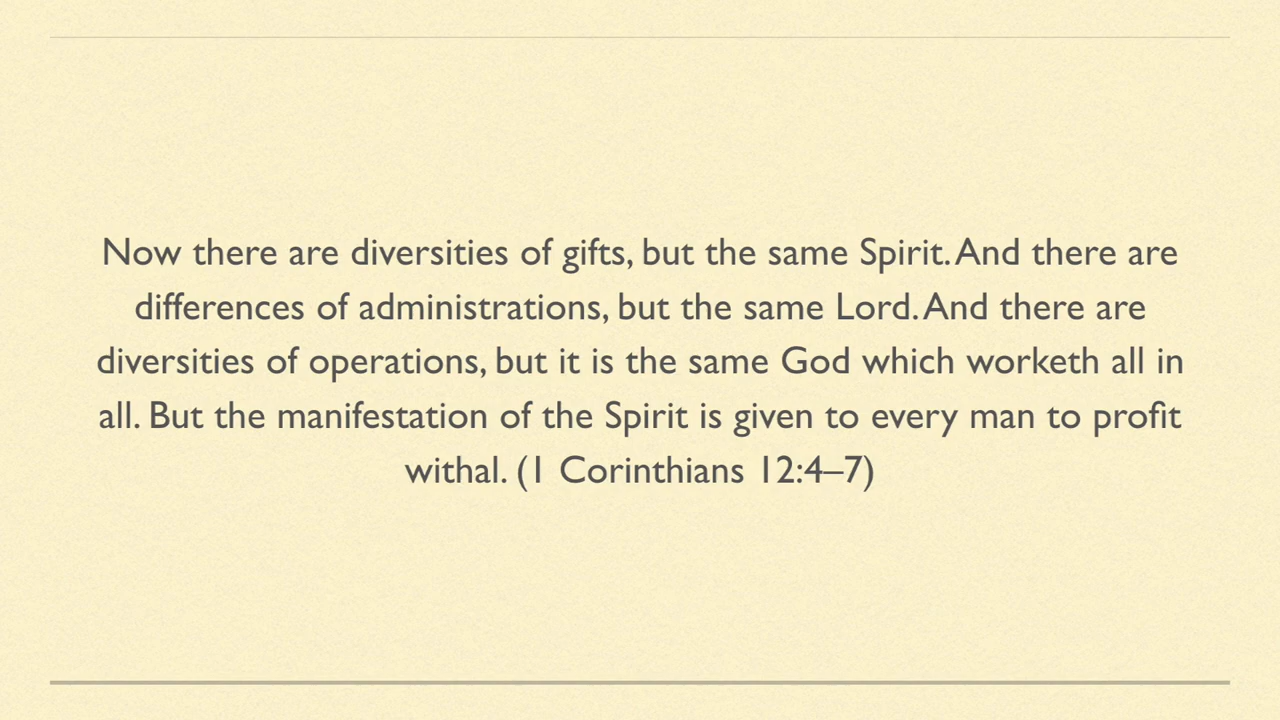 Now there are diversities of gifts, but the same Spirit. And there are
differences of administrations, but the same Lord. And there are
diversities of operations, but it is the same God which worketh all in
all. But the manifestation of the Spirit is given to every man to profit
withal. (1 Corinthians 12:4–7)